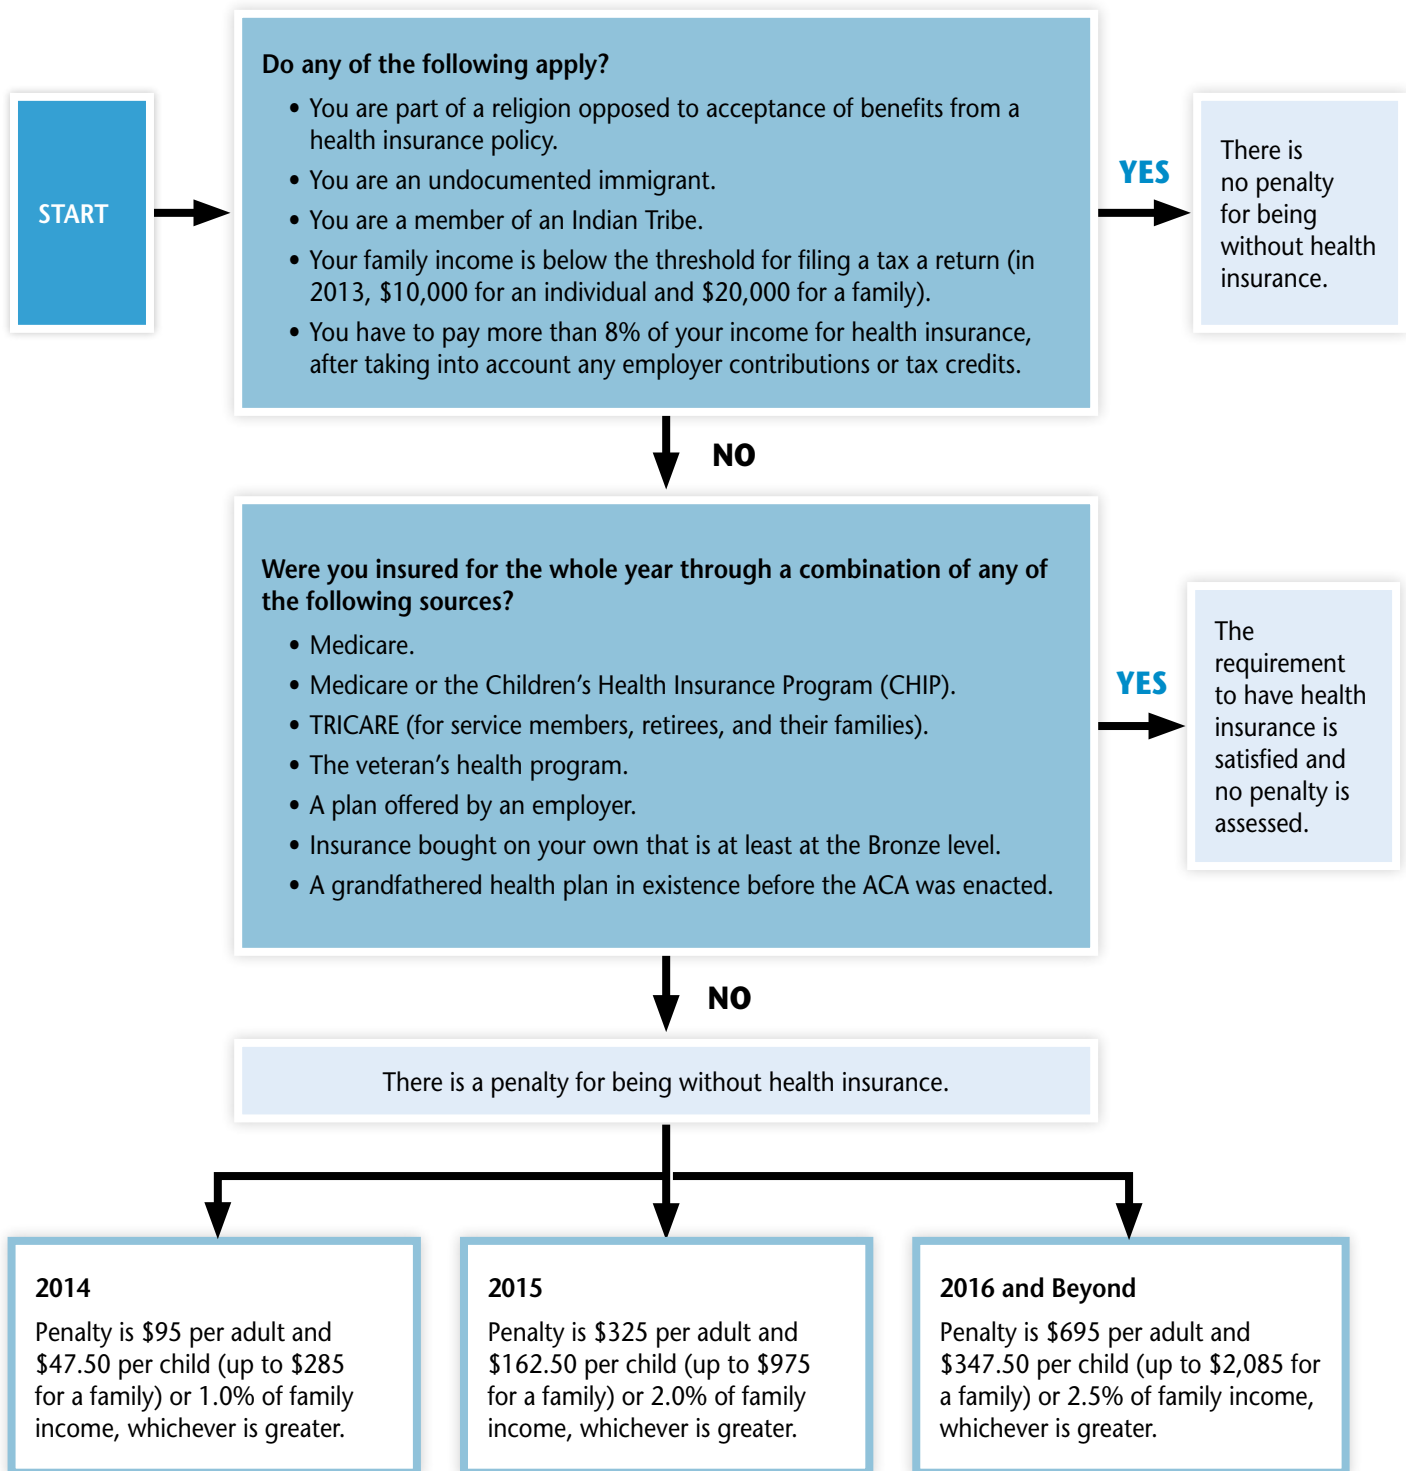 START
Do any of the following apply?
• You are part of a religion opposed to acceptance of benefits from a
health insurance policy.
• You are an undocumented immigrant.
• You are a member of an Indian Tribe.
• Your family income is below the threshold for filing a tax a return (in
2013, $10,000 for an individual and $20,000 for a family).
• You have to pay more than 8% of your income for health insurance,
after taking into account any employer contributions or tax credits.
YES
There is
no penalty
for being
without health
insurance.
NO
Were you insured for the whole year through a combination of any of
the following sources?
• Medicare.
• Medicare or the Children’s Health Insurance Program (CHIP).
• TRICARE (for service members, retirees, and their families).
• The veteran’s health program.
• A plan offered by an employer.
• Insurance bought on your own that is at least at the Bronze level.
• A grandfathered health plan in existence before the ACA was enacted.
YES
The
requirement
to have health
insurance is
satisfied and
no penalty is
assessed.
NO
There is a penalty for being without health insurance.
2014
Penalty is $95 per adult and
$47.50 per child (up to $285
for a family) or 1.0% of family
income, whichever is greater.
2015
Penalty is $325 per adult and
$162.50 per child (up to $975
for a family) or 2.0% of family
income, whichever is greater.
2016 and Beyond
Penalty is $695 per adult and
$347.50 per child (up to $2,085 for
a family) or 2.5% of family income,
whichever is greater.